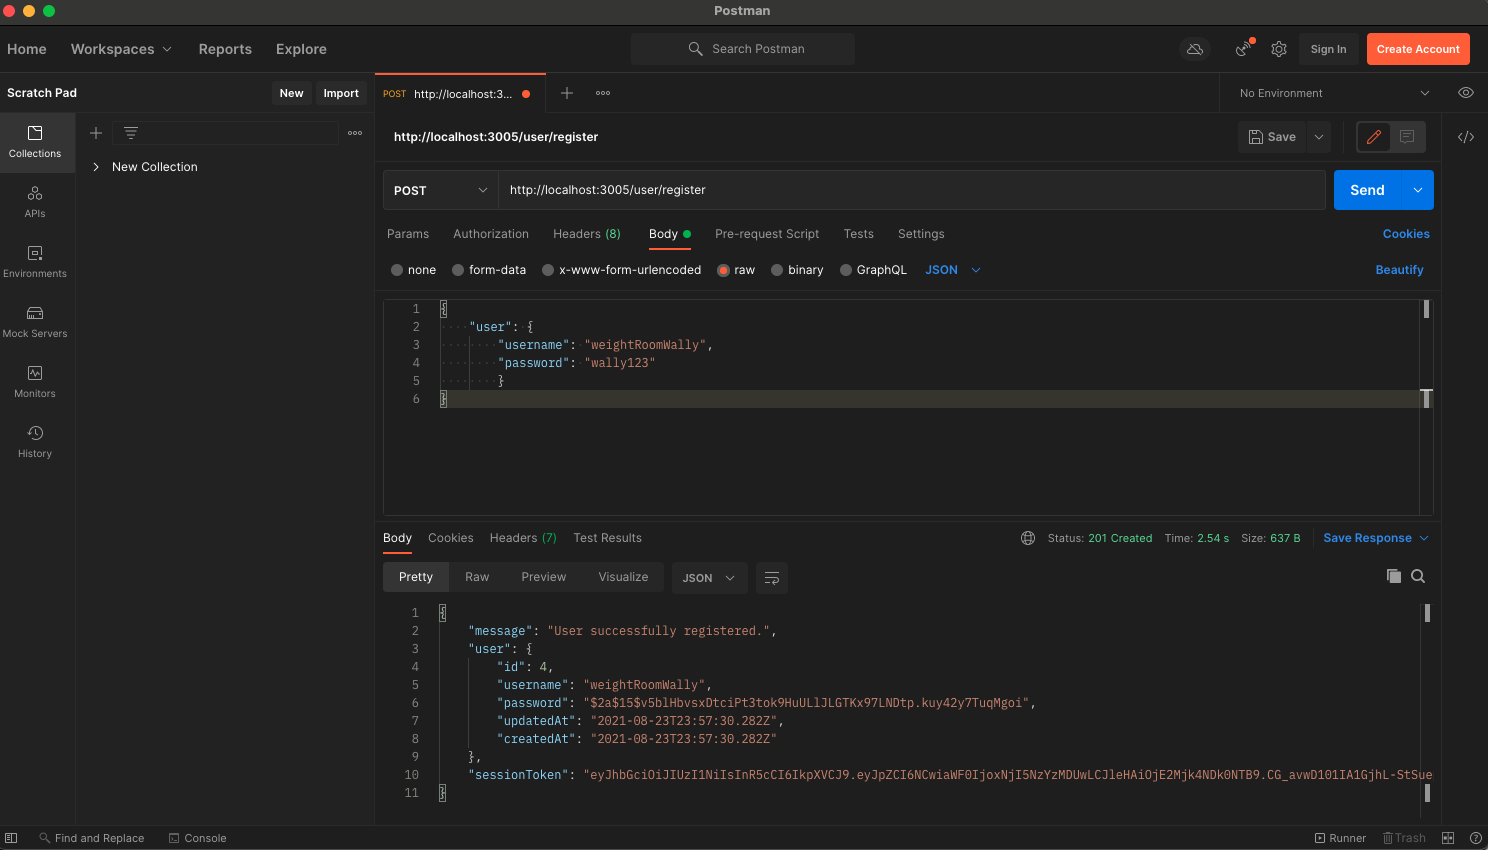 Postman
Home Workspaces Reports Explore Search Postman Sign In Create Account
Scratch Pad New Import POST http://localhost:3... No Environment
http://localhost:3005/user/register Save
Collections
New Collection
APIs
Environments
Mock Servers
Monitors
History
POST http://localhost:3005/user/register Send
Params Authorization Headers (8) Body Pre-request Script Tests Settings Cookies
none form-data x-www-form-urlencoded raw binary GraphQL JSON Beautify
1 {
2 "user": {
3 "username": "weightRoomWally",
4 "password": "wally123"
5 }
6 }
Body Cookies Headers (7) Test Results Status: 201 Created Time: 2.54 s Size: 637 B Save Response
Pretty Raw Preview Visualize JSON
1 {
2 "message": "User successfully registered.",
3 "user": {
4 "id": 4,
5 "username": "weightRoomWally",
6 "password": "$2a$15$v5blHbvsxDtciPt3tok9HuULlJLGTKx97LNDtp.kuy42y7TuqMgoi",
7 "updatedAt": "2021-08-23T23:57:30.282Z",
8 "createdAt": "2021-08-23T23:57:30.282Z"
9 },
10 "sessionToken": "eyJhbGciOiJIUzI1NiIsInR5cCI6IkpXVCJ9.eyJpZCI6NCwiaWF0IjoxNjI5NzYzMDUwLCJleHAiOjE2Mjk4NDk0NTB9.CG_avwD101IA1GjhL-StSue
11 }
Find and Replace Console Runner Trash